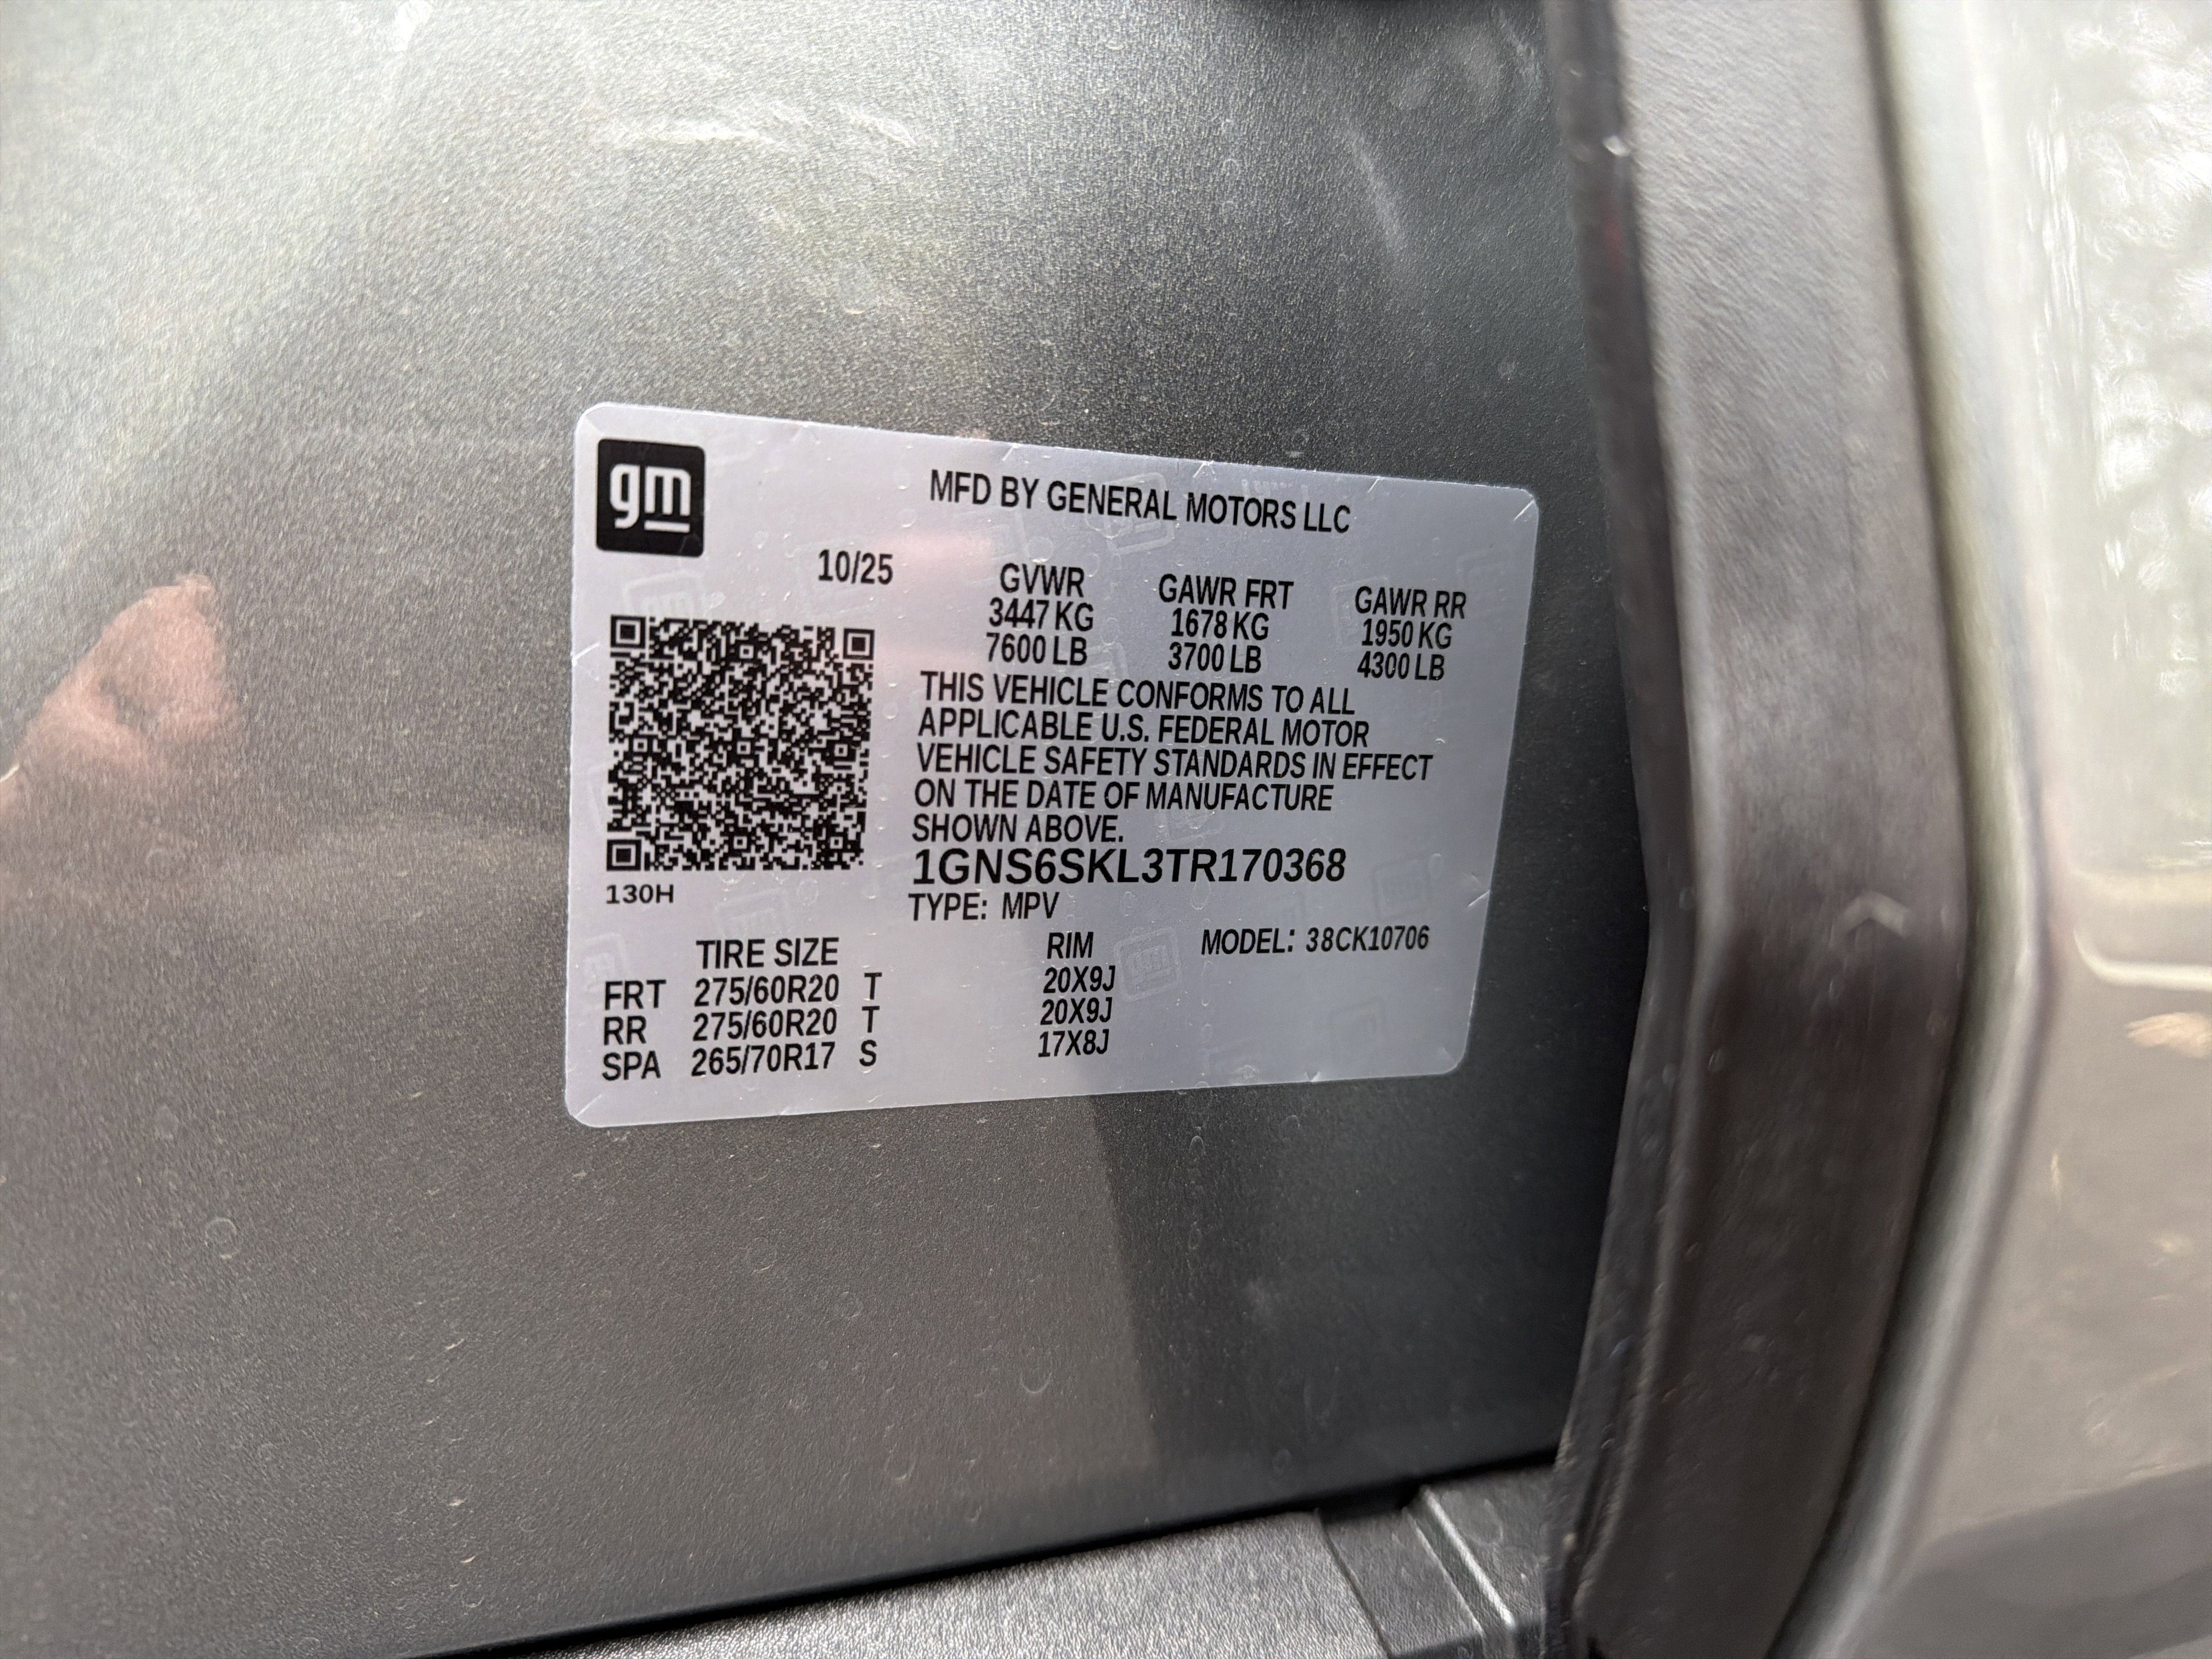 gm
MFD BY GENERAL MOTORS LLC
10/25 GVWR GAWR FRT GAWR RR
3447 KG 1678 KG 1950 KG
7600 LB 3700 LB 4300 LB
THIS VEHICLE CONFORMS TO ALL
APPLICABLE U.S. FEDERAL MOTOR
VEHICLE SAFETY STANDARDS IN EFFECT
ON THE DATE OF MANUFACTURE
SHOWN ABOVE.
1GNS6SKL3TR170368
130H
TYPE: MPV
TIRE SIZE RIM MODEL: 38CK10706
FRT 275/60R20 T 20X9J
RR 275/60R20 T 20X9J
SPA 265/70R17 S 17X8J